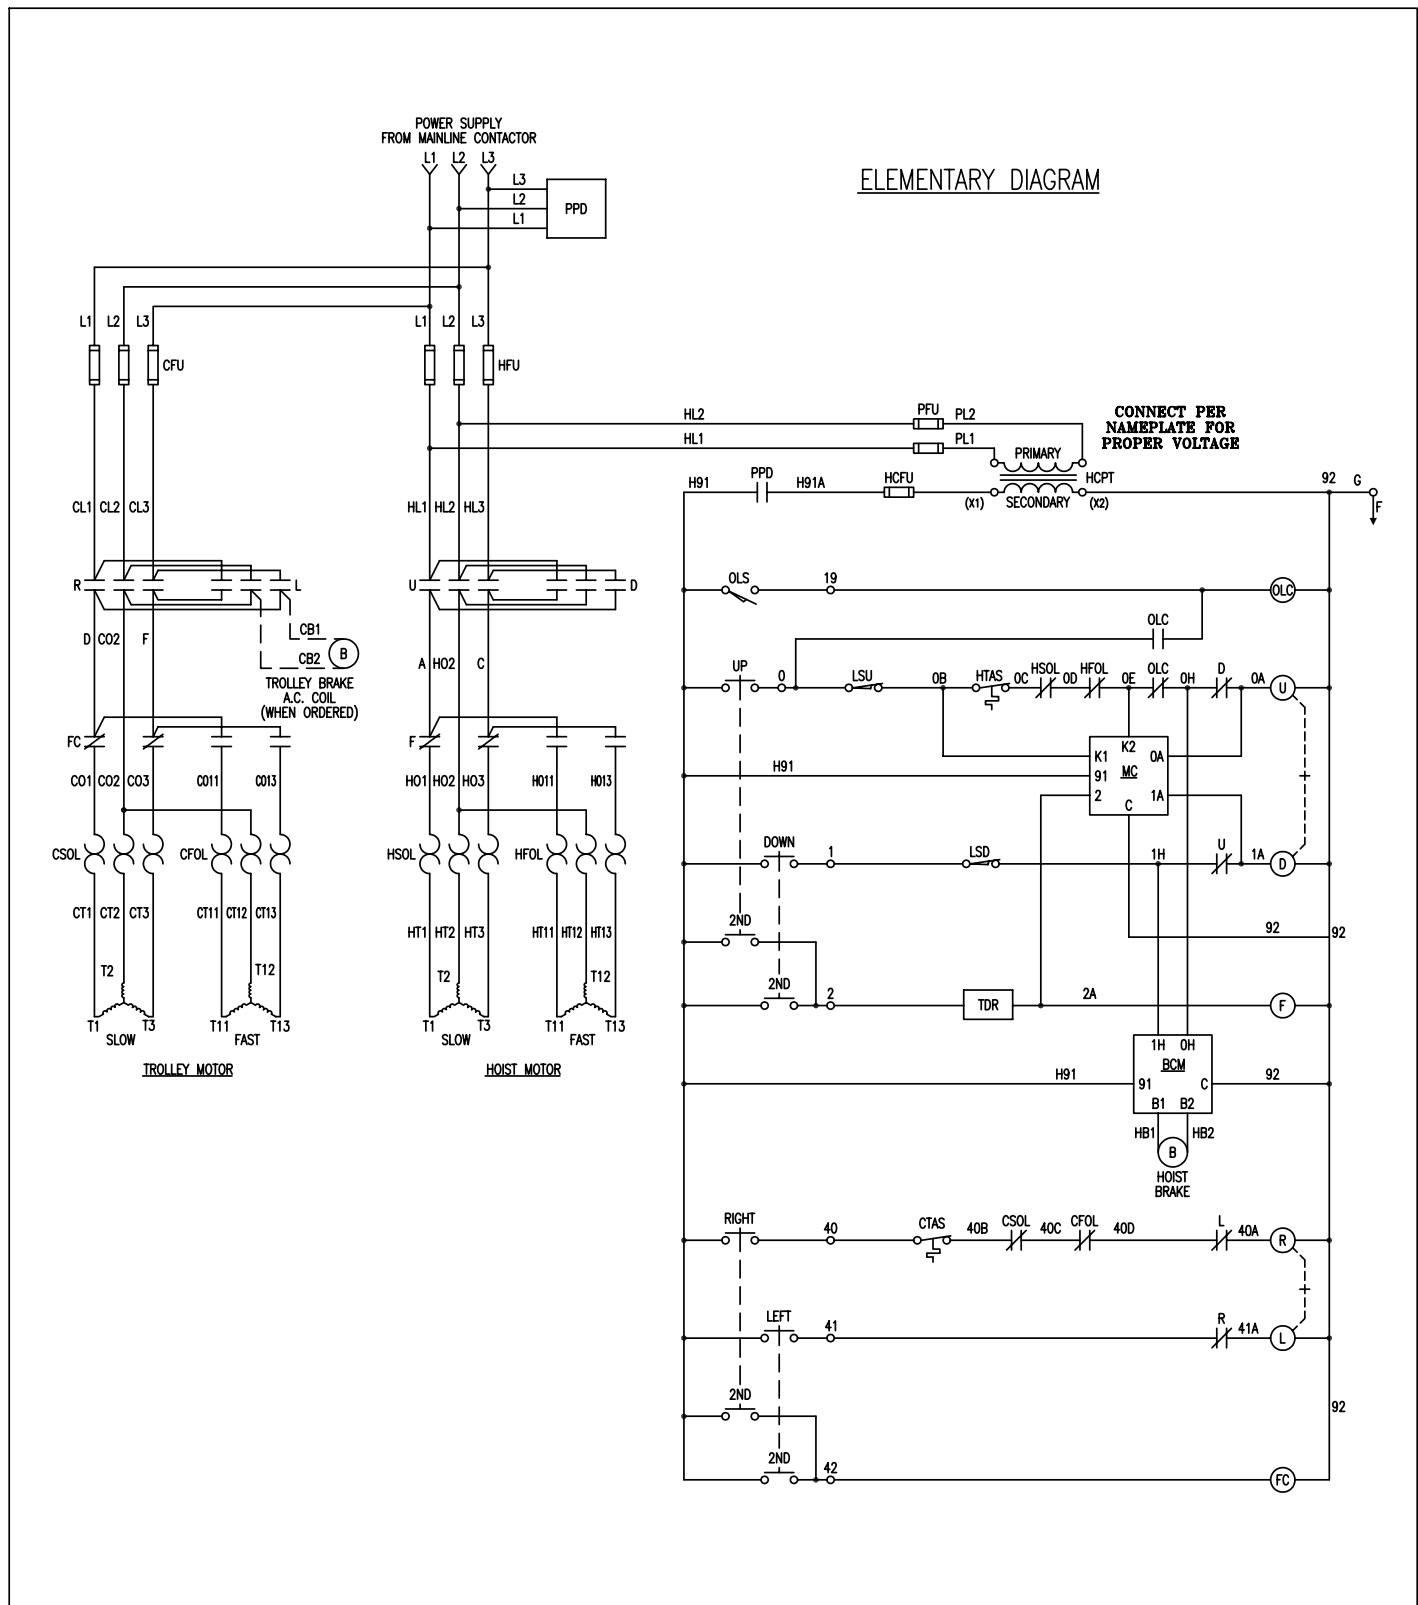 POWER SUPPLY
FROM MAINLINE CONTACTOR
L1 L2 L3
ELEMENTARY DIAGRAM
L3
L2
L1
PPD
L1 L2 L3
CFU
L1 L2 L3
HFU
HL2
PFU
PL2
HL1
PL1
CONNECT PER
NAMEPLATE FOR
PROPER VOLTAGE
PRIMARY
HCPT
H91
PPD
H91A
HCFU
(X1)
SECONDARY
(X2)
92
G
F
CL1 CL2 CL3
HL1 HL2 HL3
R
L
U
D
OLS
19
OLC
D CO2 F
CB1
CB2
B
TROLLEY BRAKE
A.C. COIL
(WHEN ORDERED)
A HO2 C
OLC
UP
0
LSU
0B
HTAS
0C
HSOL
0D
HFOL
0E
OLC
0H
D
0A
U
FC
F
K1
K2
0A
H91
91
MC
2
1A
C
CO1 CO2 CO3 CO11 CO13
HO1 HO2 HO3 HO11 HO13
CSOL
CFOL
HSOL
HFOL
DOWN
1
LSD
1H
U
1A
D
CT1 CT2 CT3 CT11 CT12 CT13
HT1 HT2 HT3 HT11 HT12 HT13
2ND
92
92
T2
T12
T2
T12
2ND
2
TDR
2A
F
T1 T3 T11 T13
T1 T3 T11 T13
SLOW
FAST
SLOW
FAST
TROLLEY MOTOR
HOIST MOTOR
1H 0H
BCM
H91
91
C
92
B1 B2
HB1
HB2
B
HOIST
BRAKE
RIGHT
40
CTAS
40B
CSOL
40C
CFOL
40D
L
40A
R
LEFT
41
R
41A
L
2ND
92
2ND
42
FC